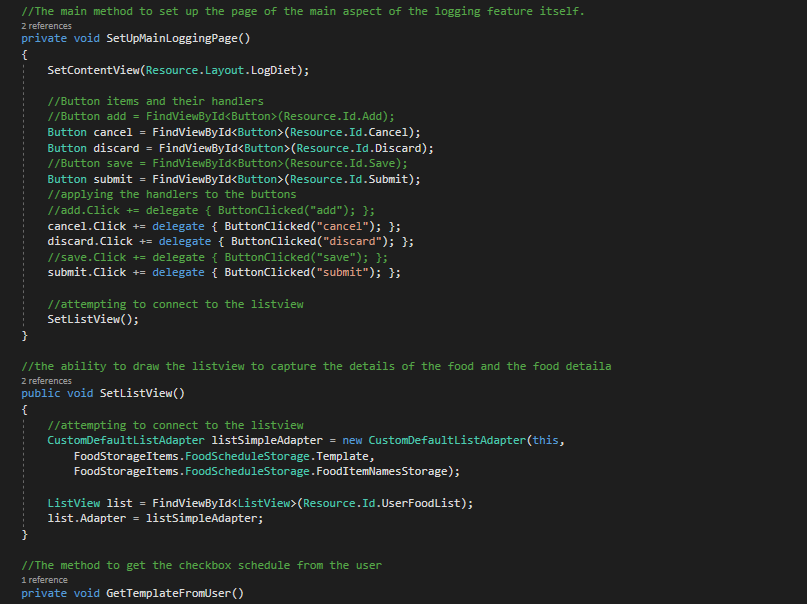 //The main method to set up the page of the main aspect of the logging feature itself.
2 references
private void SetUpMainLoggingPage()
{
SetContentView(Resource.Layout.LogDiet);
//Button items and their handlers
//Button add = FindViewById<Button>(Resource.Id.Add);
Button cancel = FindViewById<Button>(Resource.Id.Cancel);
Button discard = FindViewById<Button>(Resource.Id.Discard);
//Button save = FindViewById<Button>(Resource.Id.Save);
Button submit = FindViewById<Button>(Resource.Id.Submit);
//applying the handlers to the buttons
//add.Click += delegate { ButtonClicked("add"); };
cancel.Click += delegate { ButtonClicked("cancel"); };
discard.Click += delegate { ButtonClicked("discard"); };
//save.Click += delegate { ButtonClicked("save"); };
submit.Click += delegate { ButtonClicked("submit"); };
//attempting to connect to the listview
SetListView();
}
//the ability to draw the listview to capture the details of the food and the food detaila
2 references
public void SetListView()
{
//attempting to connect to the listview
CustomDefaultListAdapter listSimpleAdapter = new CustomDefaultListAdapter(this,
FoodStorageItems.FoodScheduleStorage.Template,
FoodStorageItems.FoodScheduleStorage.FoodItemNamesStorage);
ListView list = FindViewById<ListView>(Resource.Id.UserFoodList);
list.Adapter = listSimpleAdapter;
}
//The method to get the checkbox schedule from the user
1 reference
private void GetTemplateFromUser()